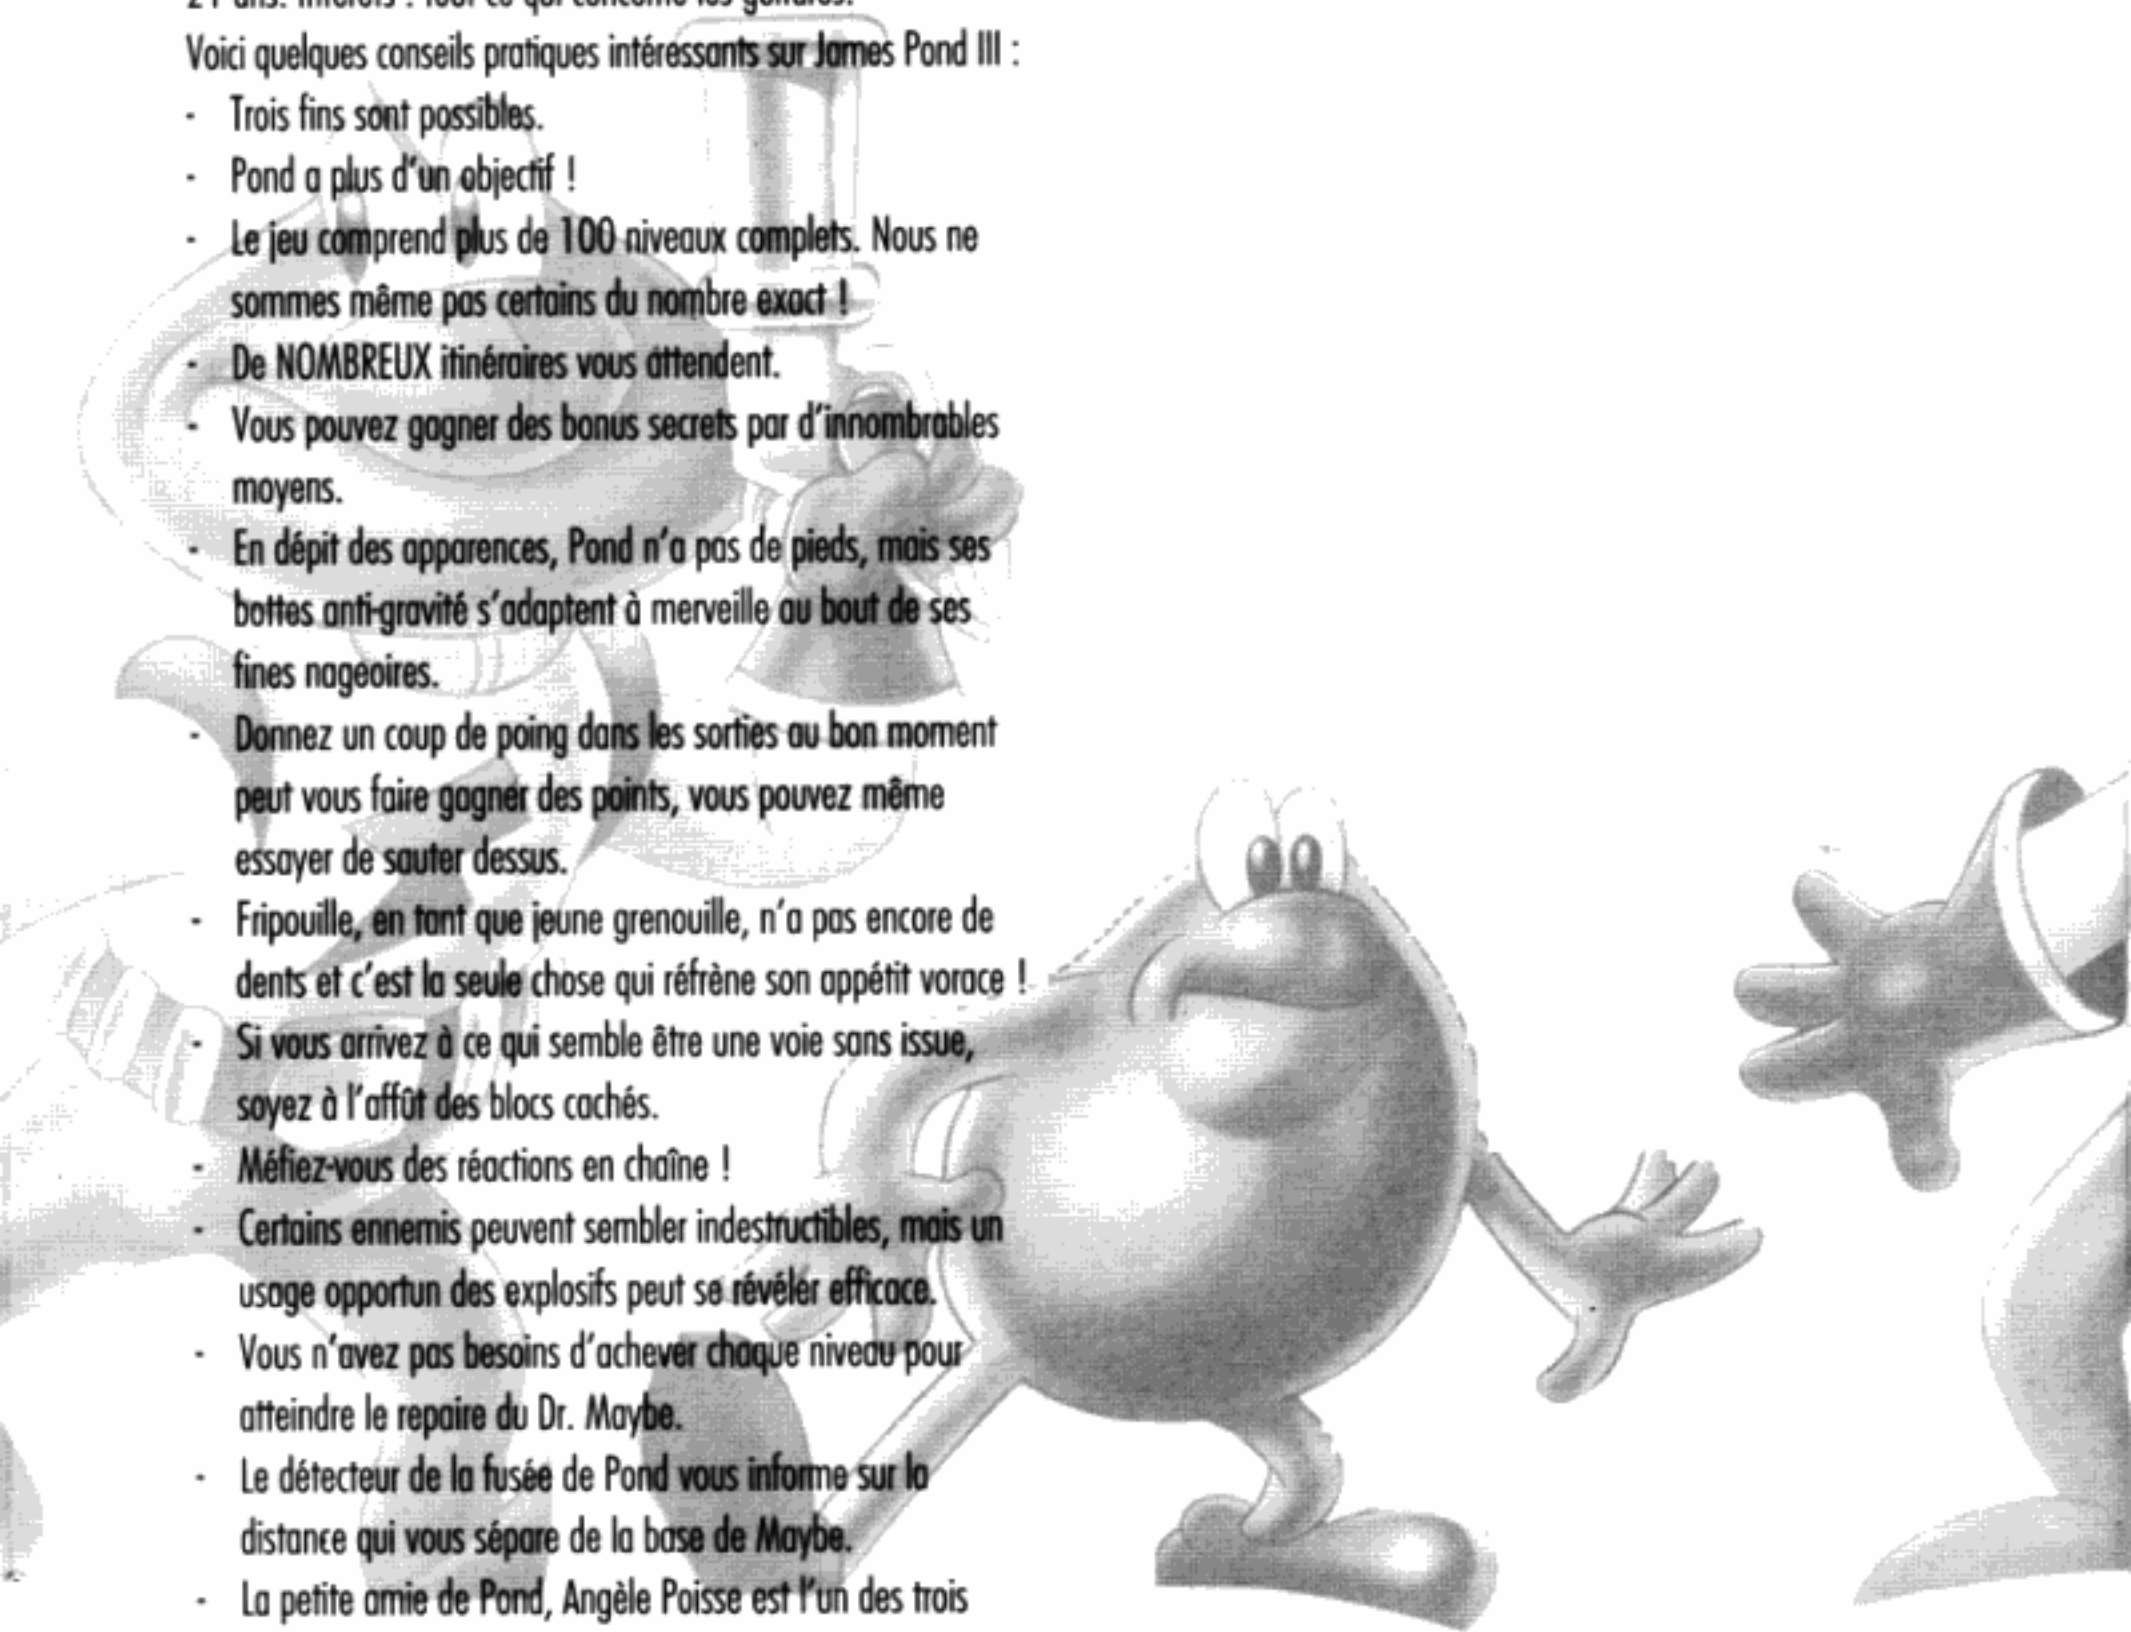 21 ans. Intérêts : Tout ce qui concerne les guitares.
Voici quelques conseils pratiques intéressants sur James Pond III :
- Trois fins sont possibles.
- Pond a plus d'un objectif !
- Le jeu comprend plus de 100 niveaux complets. Nous ne
sommes même pas certains du nombre exact !
- De NOMBREUX itinéraires vous attendent.
- Vous pouvez gagner des bonus secrets par d'innombrables
moyens.
- En dépit des apparences, Pond n'a pas de pieds, mais ses
bottes anti-gravité s'adaptent à merveille au bout de ses
fines nageoires.
- Donnez un coup de poing dans les sorties au bon moment
peut vous faire gagner des points, vous pouvez même
essayer de sauter dessus.
- Fripouille, en tant que jeune grenouille, n'a pas encore de
dents et c'est la seule chose qui réfrène son appétit vorace !
- Si vous arrivez à ce qui semble être une voie sans issue,
soyez à l'affût des blocs cachés.
- Méfiez-vous des réactions en chaîne !
- Certains ennemis peuvent sembler indestructibles, mais un
usage opportun des explosifs peut se révéler efficace.
- Vous n'avez pas besoins d'achever chaque niveau pour
atteindre le repaire du Dr. Maybe.
- Le détecteur de la fusée de Pond vous informe sur la
distance qui vous sépare de la base de Maybe.
- La petite amie de Pond, Angèle Poisse est l'un des trois